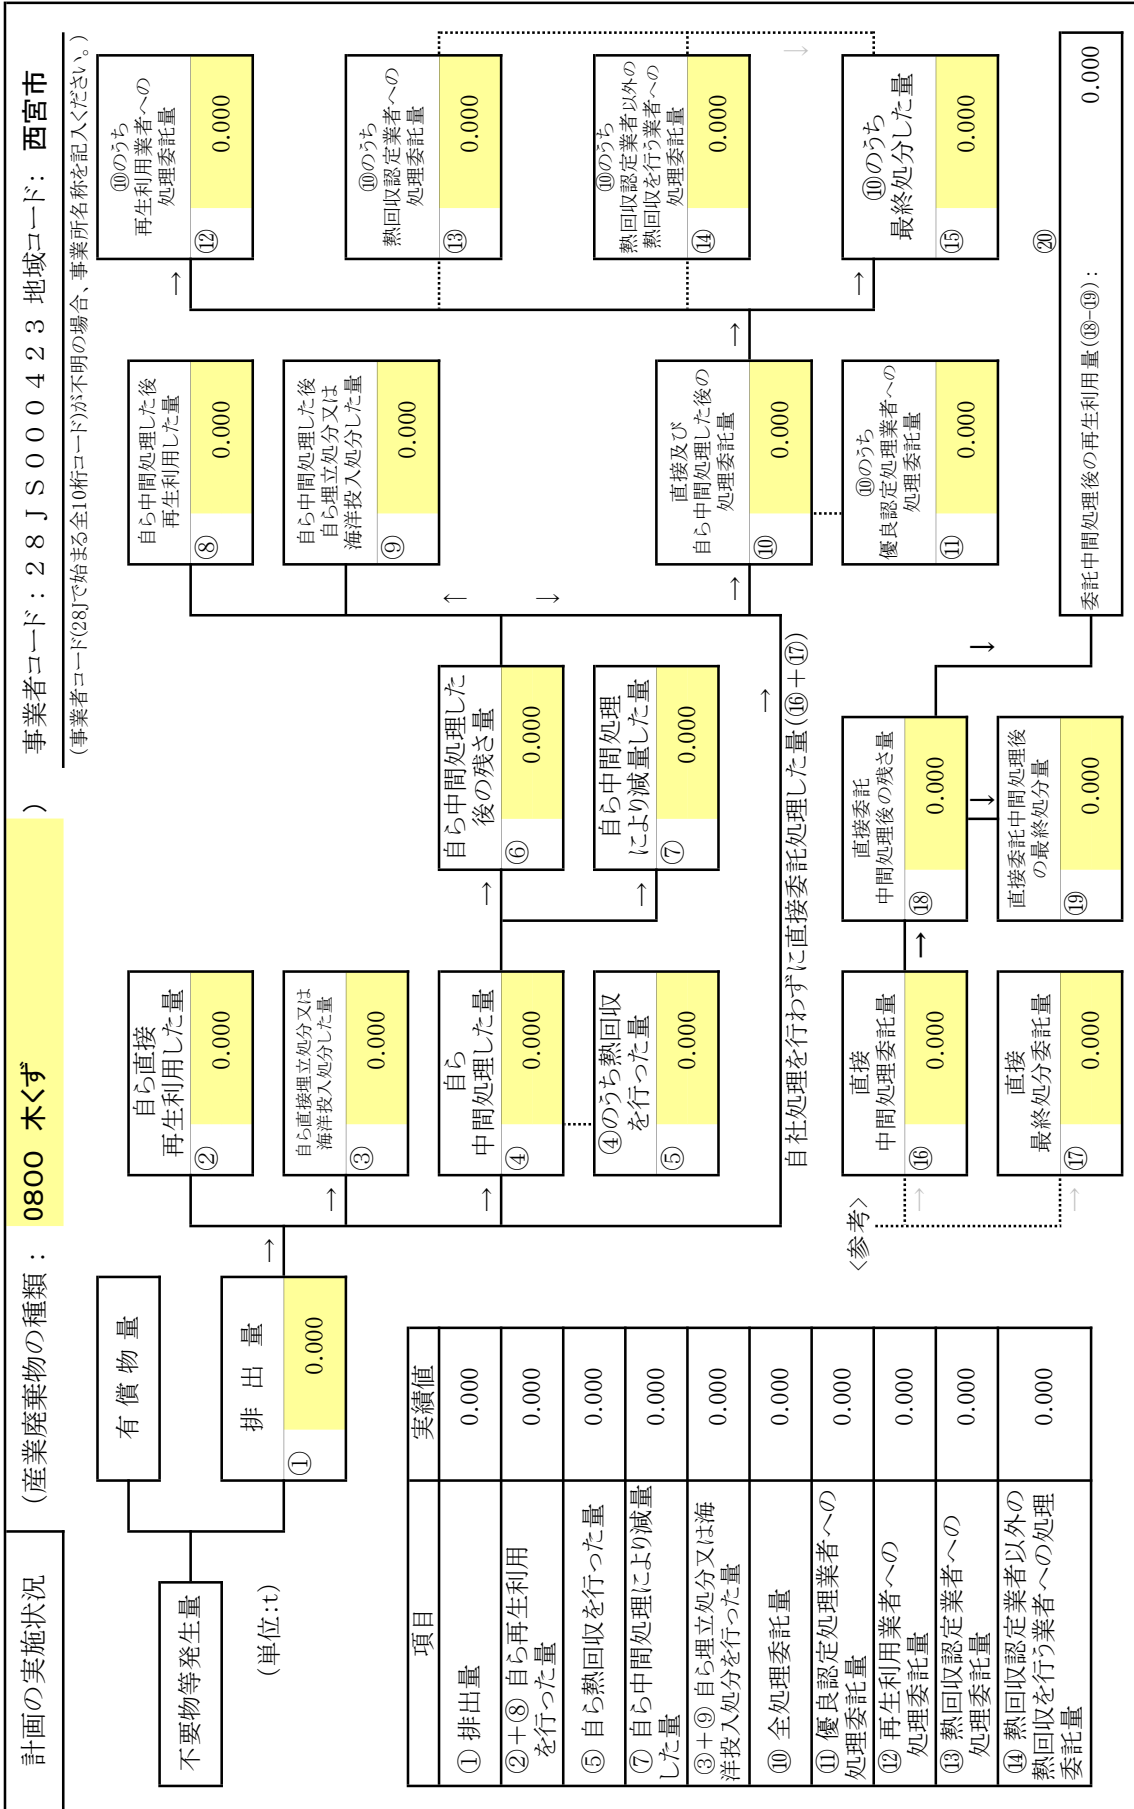 計画の実施状況
(産業廃棄物の種類：
0800 木くず
)
事業者コード：２８ＪＳ０００４２３ 地域コード： 西宮市
(事業者コード(28Jで始まる全10桁コード)が不明の場合、事業所名称を記入ください。)
不要物等発生量
(単位:t)
有 償 物 量
排 出 量
①
0.000
→
自ら直接
再生利用した量
②
0.000
自ら直接埋立処分又は
海洋投入処分した量
③
0.000
→
自ら
中間処理した量
④
0.000
→
④のうち熱回収
を行った量
⑤
0.000
自ら中間処理した
後の残さ量
⑥
0.000
→
自ら中間処理
により減量した量
⑦
0.000
→
自ら中間処理した後
再生利用した量
⑧
0.000
自ら中間処理した後
自ら埋立処分又は
海洋投入処分した量
⑨
0.000
↑
↓
直接及び
自ら中間処理した後の
処理委託量
⑩
0.000
→
→
⑩のうち
優良認定処理業者への
処理委託量
⑪
0.000
⑩のうち
再生利用業者への
処理委託量
⑫
0.000
→
⑩のうち
熱回収認定業者への
処理委託量
⑬
0.000
⑩のうち
熱回収認定業者以外の
熱回収を行う業者への
処理委託量
⑭
0.000
↓
⑩のうち
最終処分した量
⑮
0.000
→
自社処理を行わずに直接委託処理した量(⑯＋⑰)
→
<参考>
→
→
直接
中間処理委託量
⑯
0.000
直接
最終処分委託量
⑰
0.000
→
直接委託
中間処理後の残さ量
⑱
0.000
↓
直接委託中間処理後
の最終処分量
⑲
0.000
↓
⑳
委託中間処理後の再生利用量(⑱-⑲)：
0.000
項目
実績値
① 排出量
0.000
②＋⑧ 自ら再生利用
を行った量
0.000
⑤ 自ら熱回収を行った量
0.000
⑦ 自ら中間処理により減量
した量
0.000
③＋⑨ 自ら埋立処分又は海
洋投入処分を行った量
0.000
⑩ 全処理委託量
0.000
⑪ 優良認定処理業者への
処理委託量
0.000
⑫ 再生利用業者への
処理委託量
0.000
⑬ 熱回収認定業者への
処理委託量
0.000
⑭ 熱回収認定業者以外の
熱回収を行う業者への処理
委託量
0.000